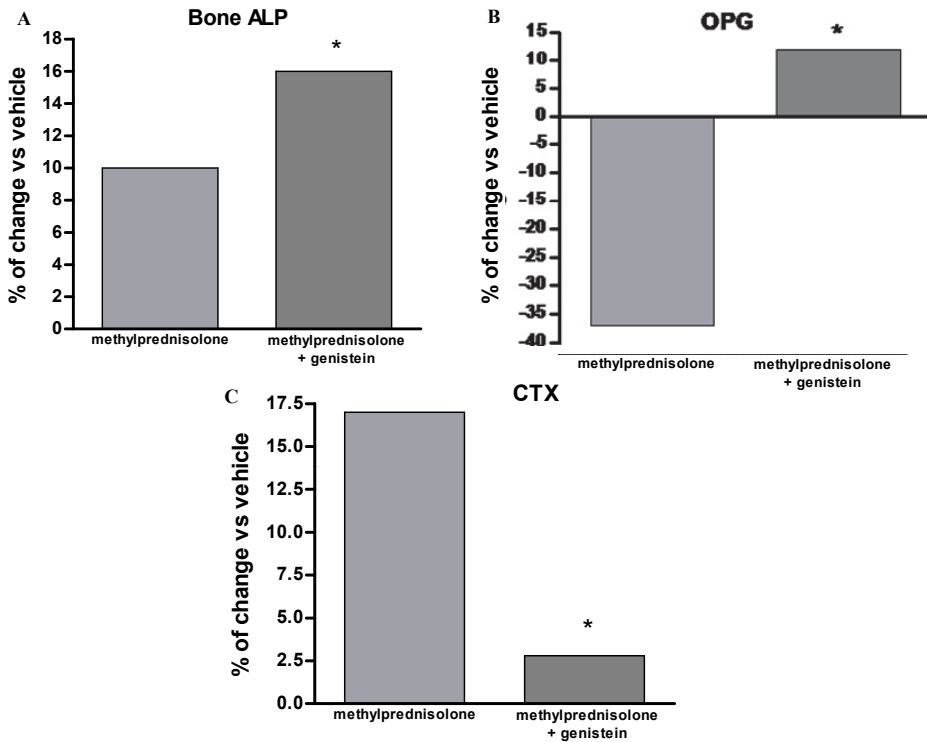 A
Bone ALP
% of change vs vehicle
18
16
14
12
10
8
6
4
2
0
*
methylprednisolone
methylprednisolone
+ genistein
B
OPG
% of change vs vehicle
15
10
5
0
-5
-10
-15
-20
-25
-30
-35
-40
*
methylprednisolone
methylprednisolone
+ genistein
C
CTX
% of change vs vehicle
17.5
15.0
12.5
10.0
7.5
5.0
2.5
0.0
*
methylprednisolone
methylprednisolone
+ genistein